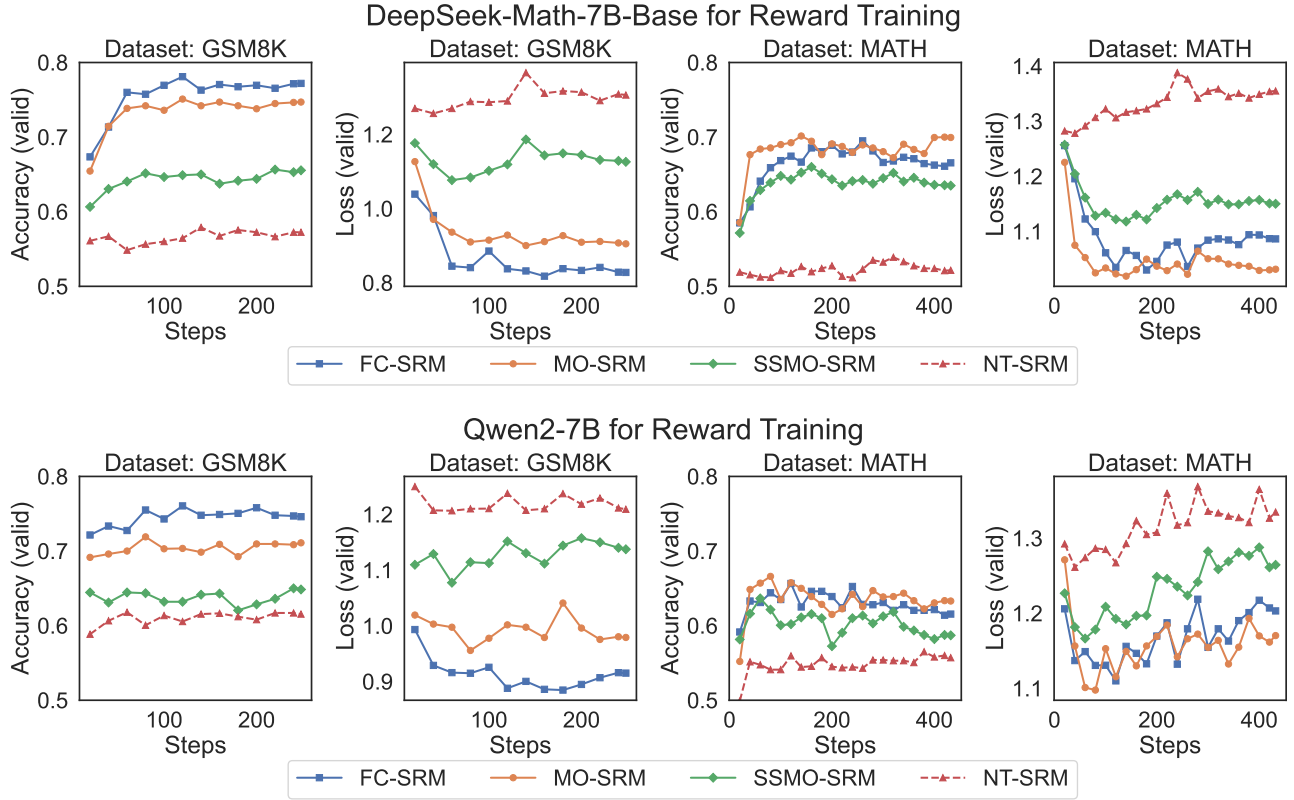 DeepSeek-Math-7B-Base for Reward Training
Dataset: GSM8K
Accuracy (valid)
0.8
0.7
0.6
0.5
100 200
Steps
Dataset: GSM8K
Loss (valid)
1.2
1.0
0.8
100 200
Steps
Dataset: MATH
Accuracy (valid)
0.8
0.7
0.6
0.5
0 200 400
Steps
Dataset: MATH
Loss (valid)
1.4
1.3
1.2
1.1
0 200 400
Steps
FC-SRM MO-SRM SSMO-SRM NT-SRM
Qwen2-7B for Reward Training
Dataset: GSM8K
Accuracy (valid)
0.8
0.7
0.6
0.5
100 200
Steps
Dataset: GSM8K
Loss (valid)
1.2
1.1
1.0
0.9
100 200
Steps
Dataset: MATH
Accuracy (valid)
0.8
0.7
0.6
0.5
0 200 400
Steps
Dataset: MATH
Loss (valid)
1.3
1.2
1.1
0 200 400
Steps
FC-SRM MO-SRM SSMO-SRM NT-SRM